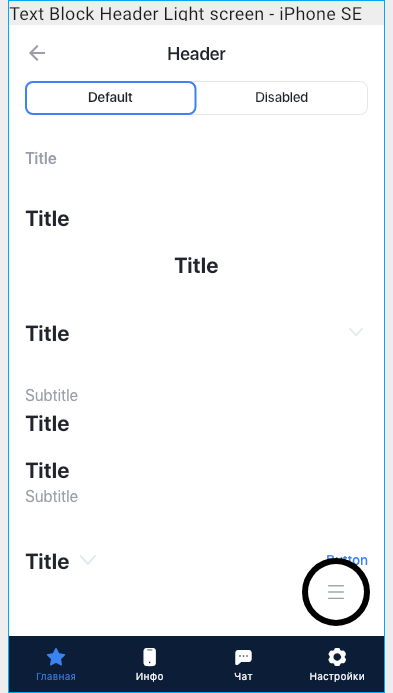 Text Block Header Light screen - iPhone SE
Header
Default
Disabled
Title
Title
Title
Title
Subtitle
Title
Title
Subtitle
Title
Button
Главная
Инфо
Чат
Настройки